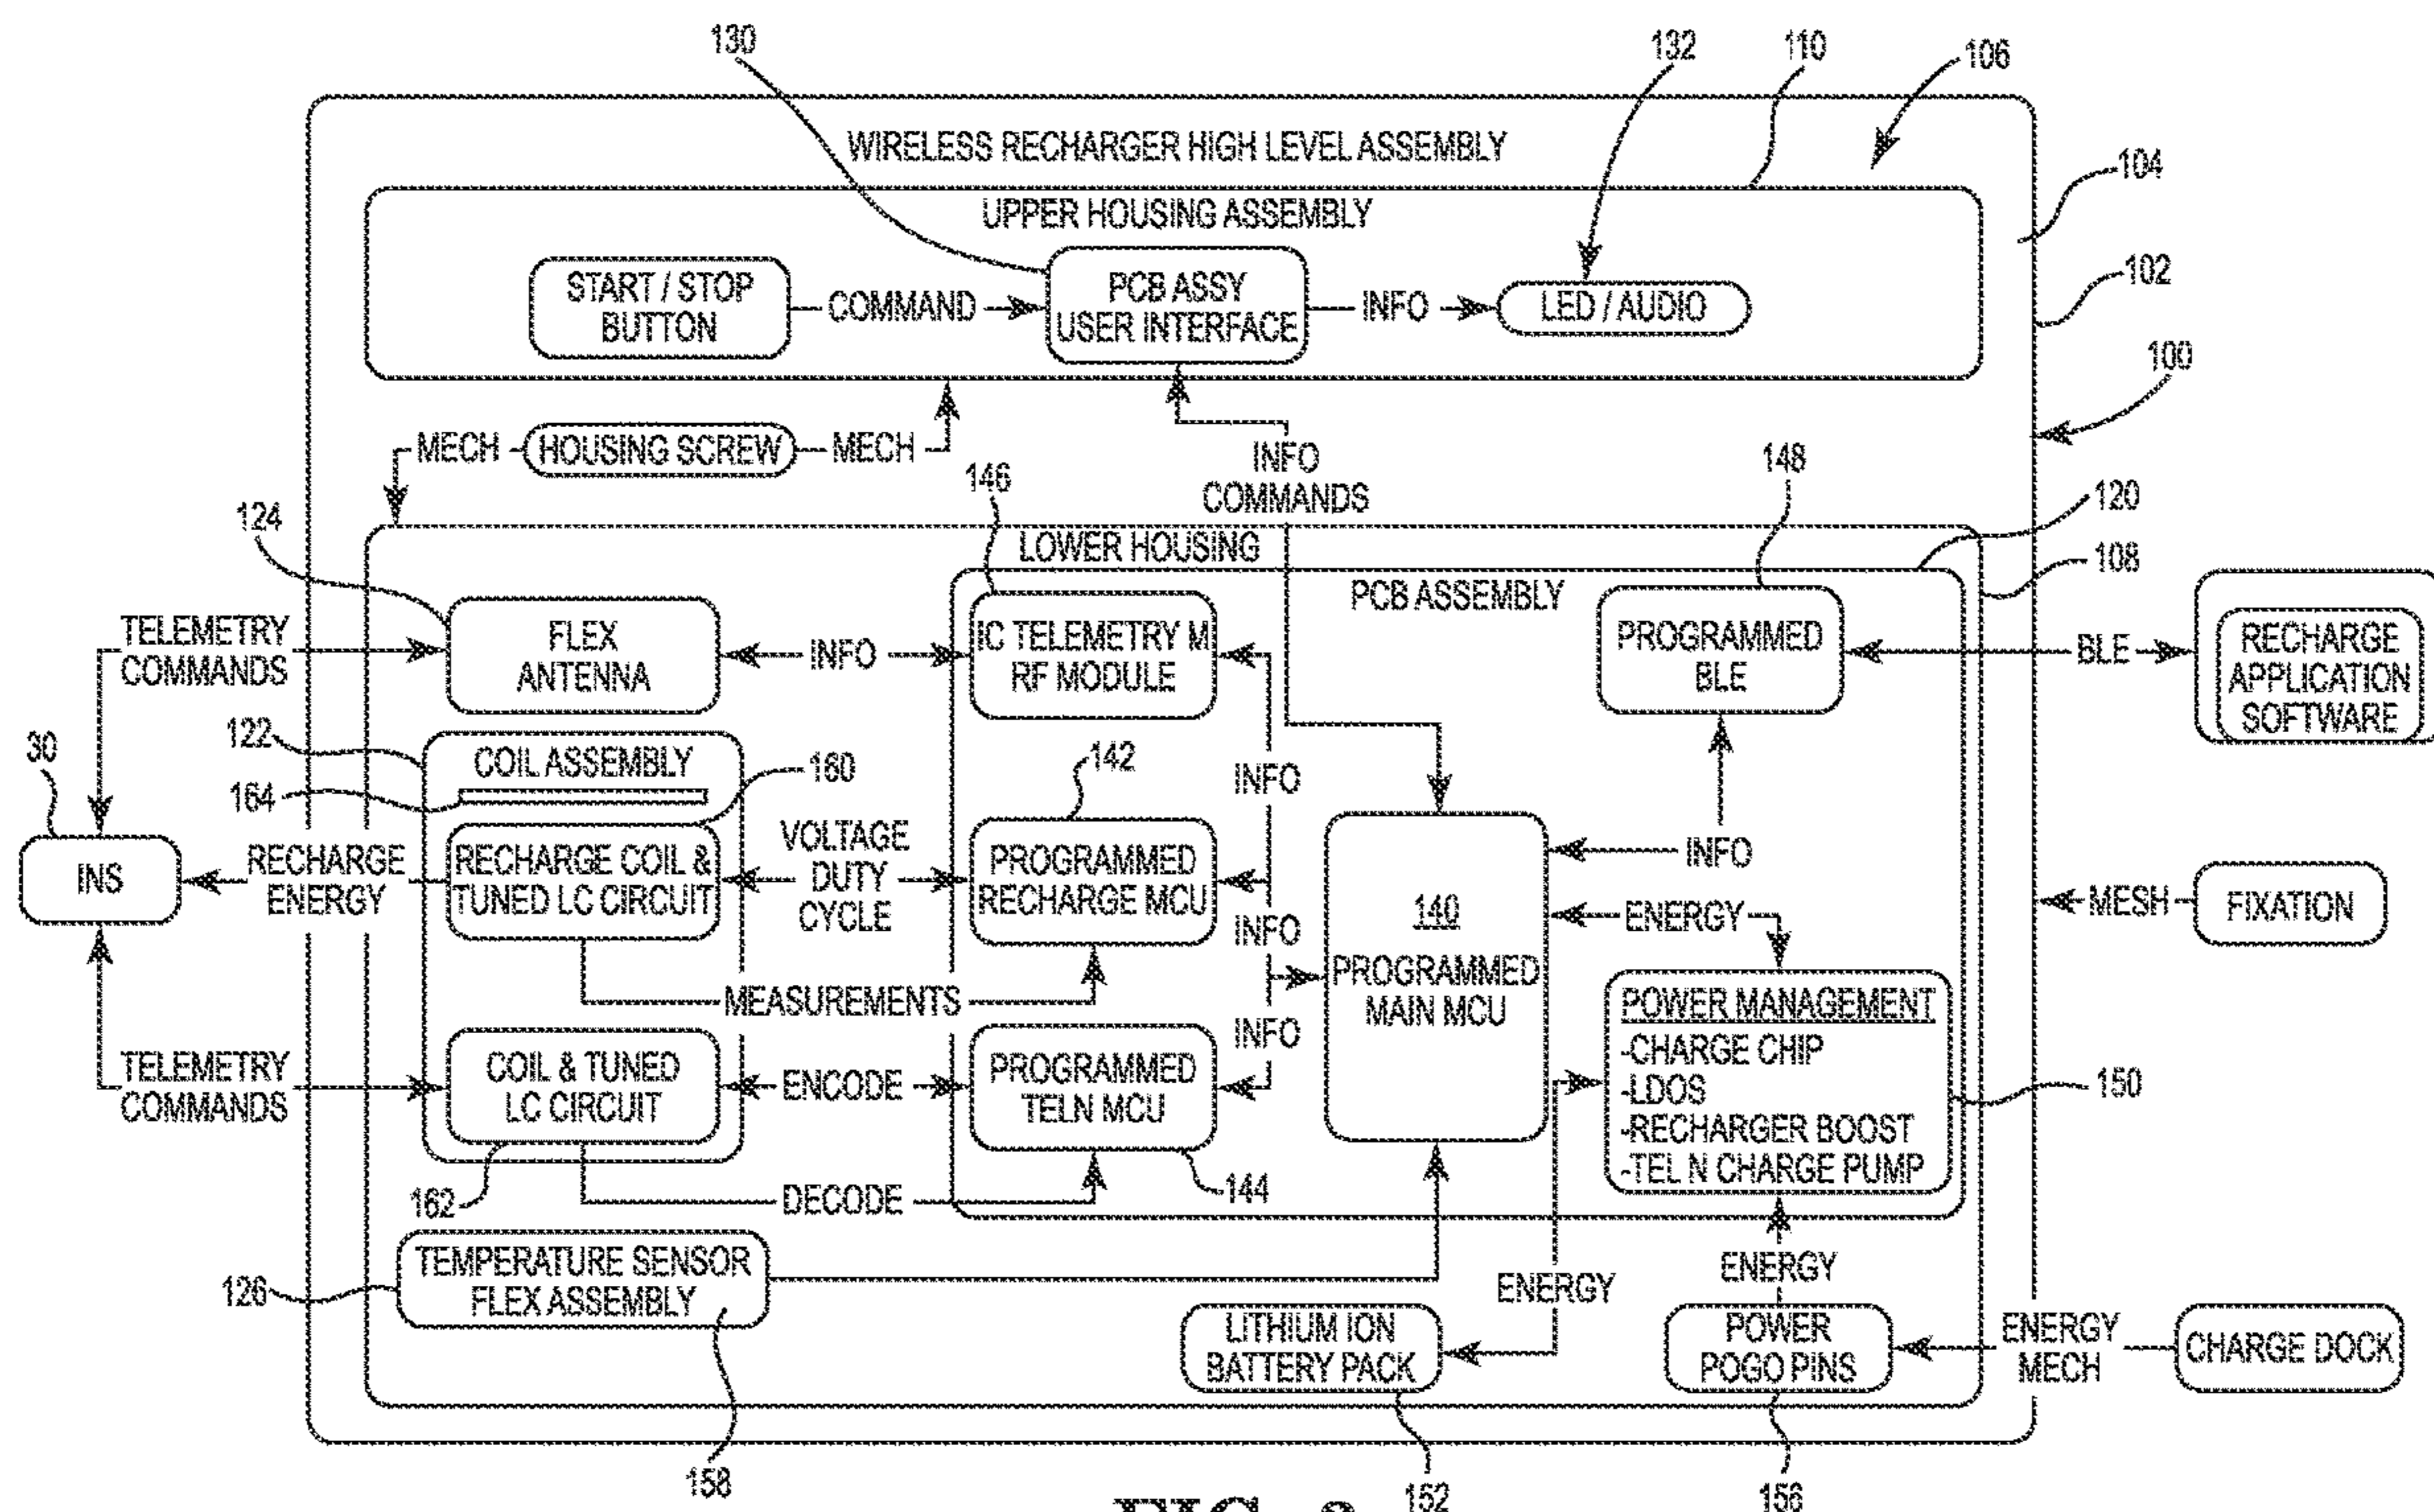 130
132
110
106
WIRELESS RECHARGER HIGH LEVEL ASSEMBLY
104
UPPER HOUSING ASSEMBLY
102
START / STOP
BUTTON
COMMAND
PCB ASSY
USER INTERFACE
INFO
LED / AUDIO
100
MECH
HOUSING SCREW
MECH
INFO
COMMANDS
146
148
120
124
LOWER HOUSING
108
PCB ASSEMBLY
TELEMETRY
COMMANDS
FLEX
ANTENNA
INFO
IC TELEMETRY M
RF MODULE
PROGRAMMED
BLE
BLE
RECHARGE
APPLICATION
SOFTWARE
30
122
COIL ASSEMBLY
160
142
INFO
164
INS
RECHARGE
ENERGY
RECHARGE COIL &
TUNED LC CIRCUIT
VOLTAGE
DUTY
CYCLE
PROGRAMMED
RECHARGE MCU
INFO
140
PROGRAMMED
MAIN MCU
INFO
ENERGY
MESH
FIXATION
MEASUREMENTS
INFO
POWER MANAGEMENT
-CHARGE CHIP
-LDOS
-RECHARGER BOOST
-TEL N CHARGE PUMP
150
TELEMETRY
COMMANDS
COIL & TUNED
LC CIRCUIT
ENCODE
PROGRAMMED
TELN MCU
162
DECODE
144
126
TEMPERATURE SENSOR
FLEX ASSEMBLY
ENERGY
ENERGY
LITHIUM ION
BATTERY PACK
POWER
POGO PINS
ENERGY
MECH
CHARGE DOCK
158
152
156